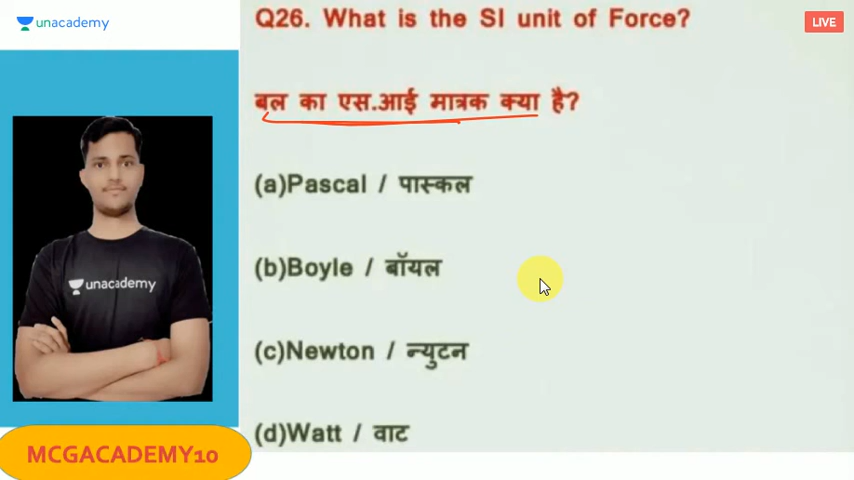 unacademy
LIVE
Q26. What is the SI unit of Force?
बल का एस.आई मात्रक क्या है?
(a)Pascal / पास्कल
(b)Boyle / बॉयल
unacademy
(c)Newton / न्युटन
(d)Watt / वाट
MCGACADEMY10